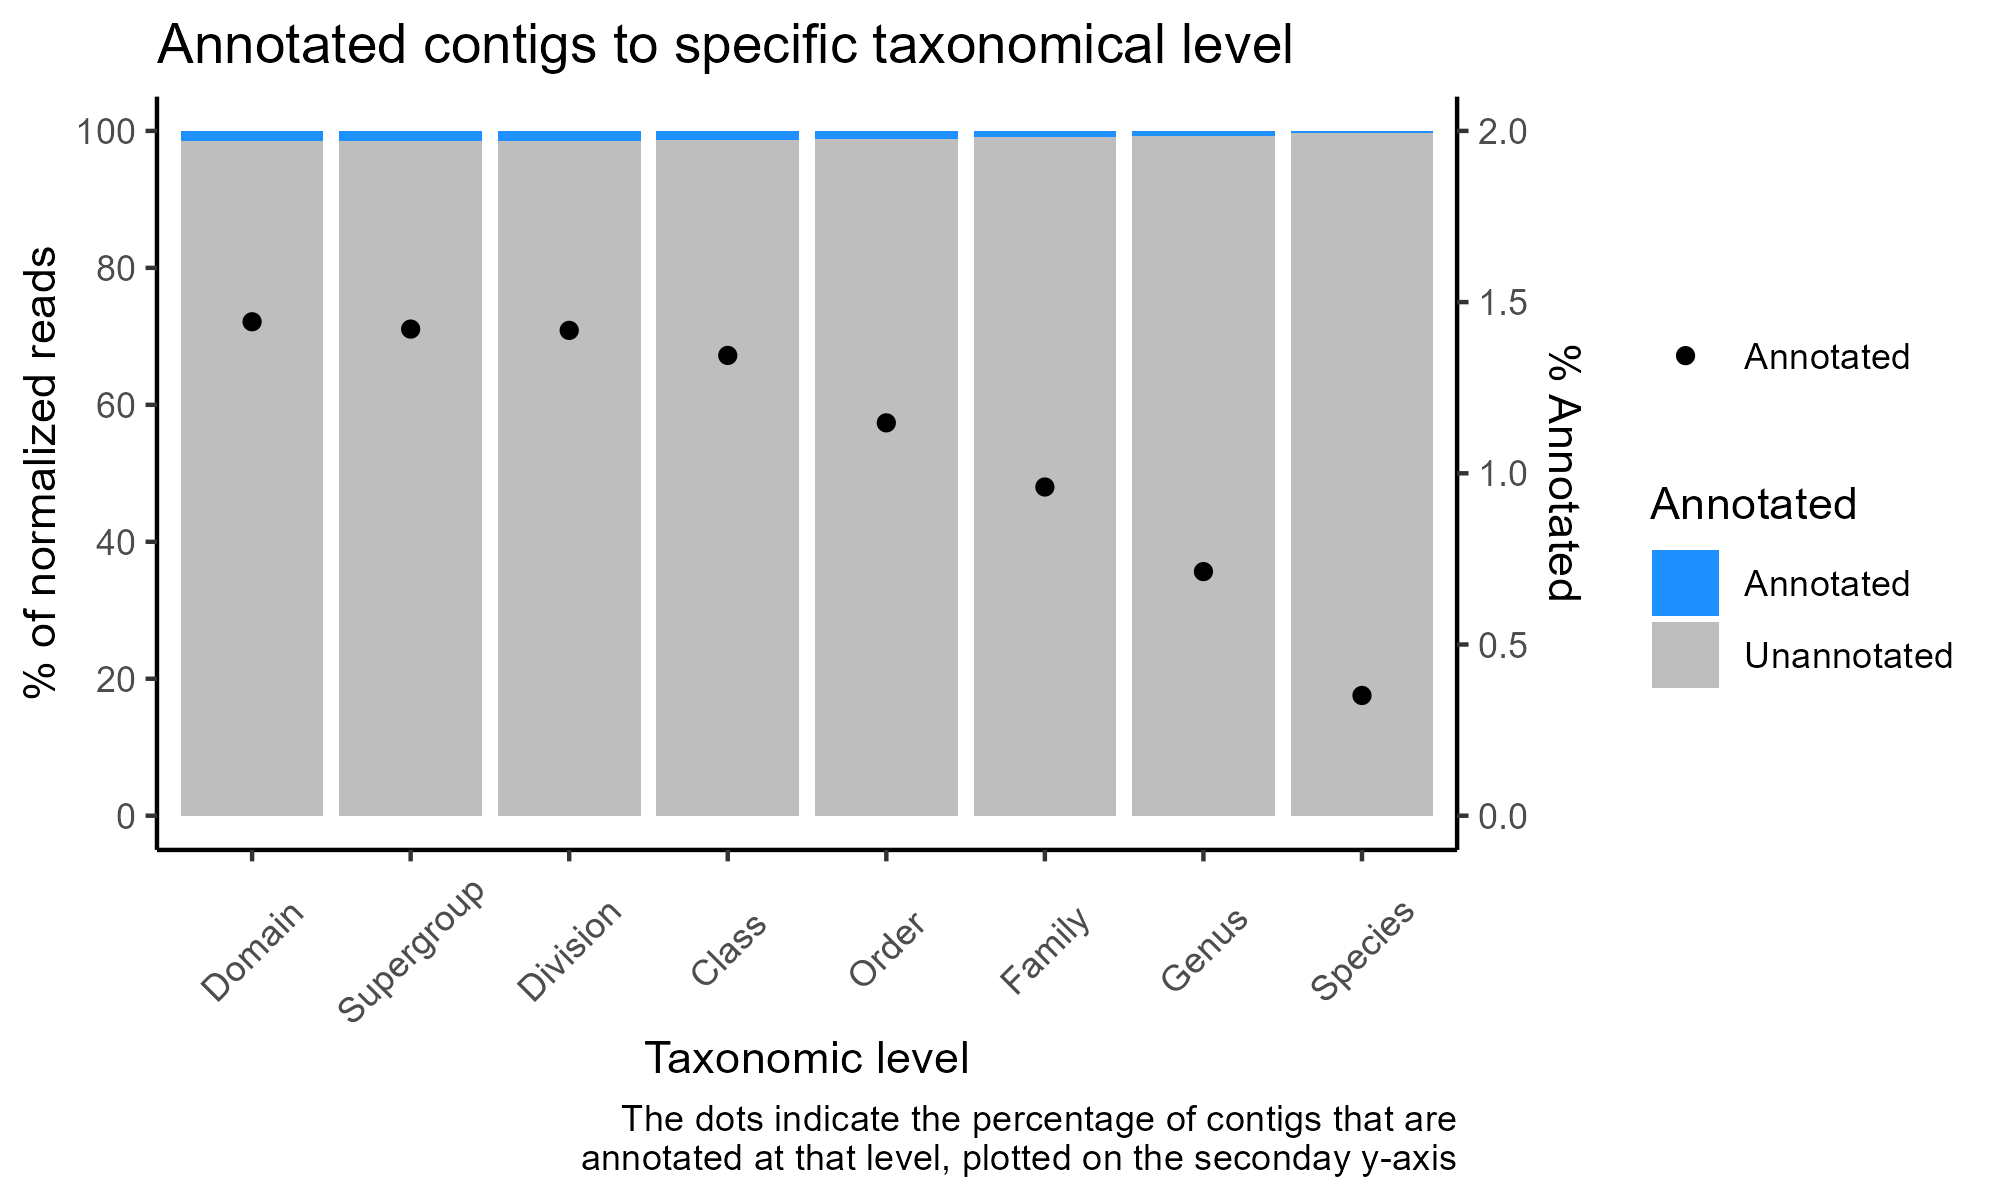 Annotated contigs to specific taxonomical level
% of normalized reads
100
80
60
40
20
0
2.0
1.5
1.0
0.5
0.0
% Annotated
Domain
Supergroup
Division
Class
Order
Family
Genus
Species
Taxonomic level
The dots indicate the percentage of contigs that are
annotated at that level, plotted on the seconday y-axis
Annotated
Annotated
Annotated
Unannotated